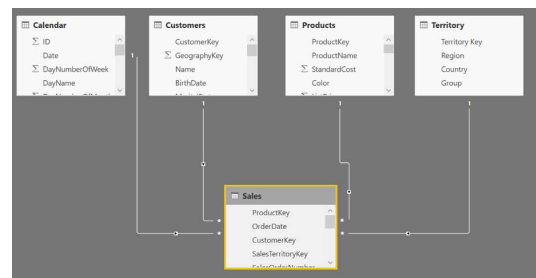 Calendar
Σ ID
Date
Σ DayNumberOfWeek
DayName
Customers
CustomerKey
Σ GeographyKey
Name
BirthDate
Products
ProductKey
ProductName
Σ StandardCost
Color
Territory
Territory Key
Region
Country
Group
1
1
1
1
Sales
ProductKey
OrderDate
CustomerKey
SalesTerritoryKey
SalesOrderNumber
*
*
*
*